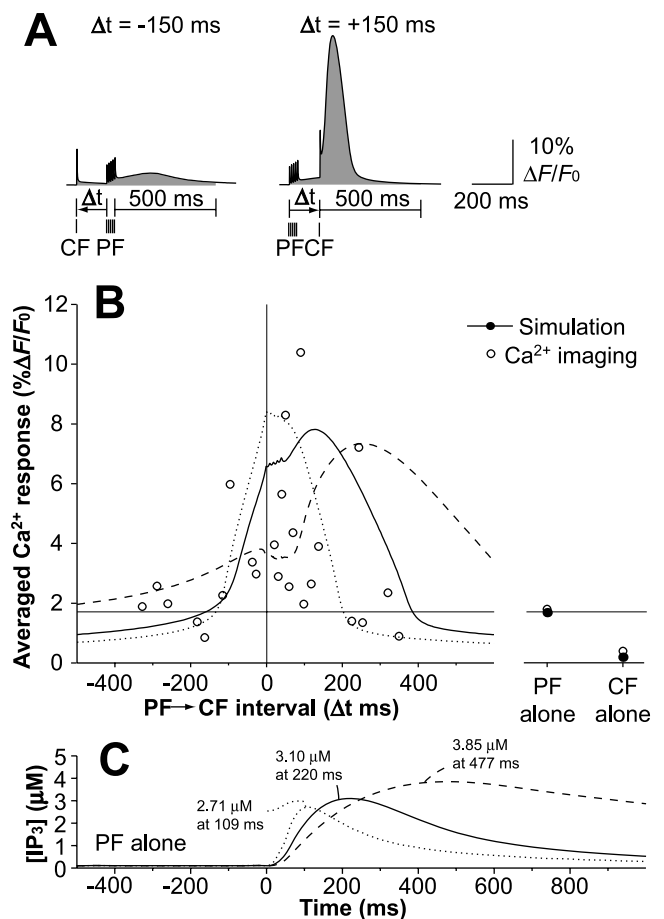 A
Δt = -150 ms
Δt = +150 ms
10%
ΔF/F0
200 ms
Δt
500 ms
CF PF
Δt
500 ms
PF CF
B
12
10
8
6
4
2
0
Averaged Ca2+ response (%ΔF/F0)
Simulation
Ca2+ imaging
-400 -200 0 200 400
PF→CF interval (Δt ms)
PF alone
CF alone
C
5
4
3
2
1
0
[IP3] (μM)
PF alone
2.71 μM
at 109 ms
3.10 μM
at 220 ms
3.85 μM
at 477 ms
-400 -200 0 200 400 600 800
Time (ms)